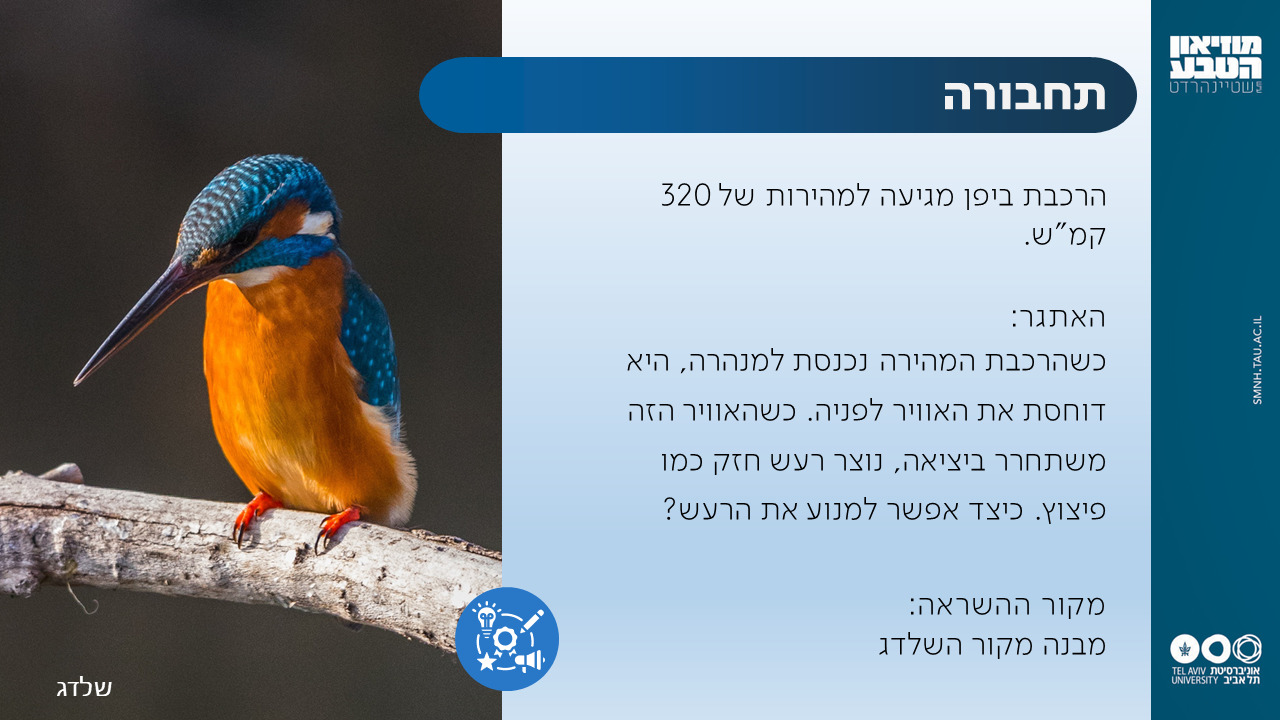 תחבורה
הרכבת ביפן מגיעה למהירות של 320
קמ"ש.
האתגר:
כשהרכבת המהירה נכנסת למנהרה, היא
דוחסת את האוויר לפניה. כשהאוויר הזה
משתחרר ביציאה, נוצר רעש חזק כמו
פיצוץ. כיצד אפשר למנוע את הרעש?
מקור ההשראה:
מבנה מקור השלדג
שלדג
מוזיאון
הטבע
שטיינהרדט
SMNH.TAU.AC.IL
TEL AVIV אוניברסיטת
UNIVERSITY תל אביב